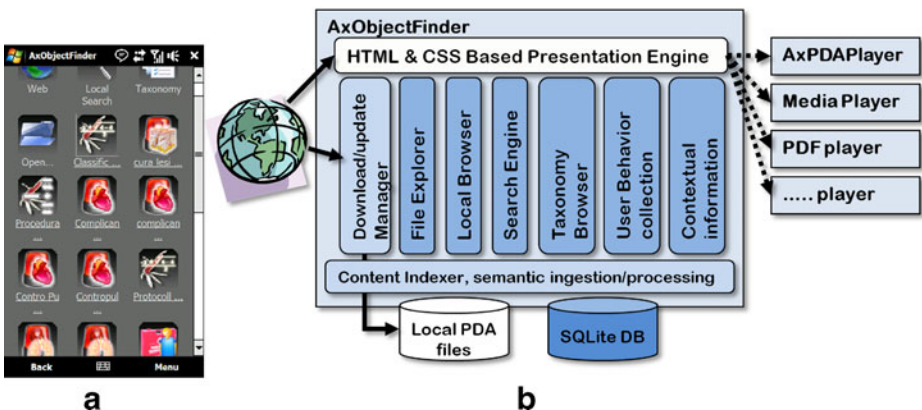 AxObjectFinder
Web
Local
Search
Taxonomy
Open...
Classific ...
cura lesi ...
Procedura
...
Complican
...
complican
...
Contro Pu
...
Contropul
...
Protocoll ...
Back
Menu
a
AxObjectFinder
HTML & CSS Based Presentation Engine
Download/update
Manager
File Explorer
Local Browser
Search Engine
Taxonomy
Browser
User Behavior
collection
Contextual
information
Content Indexer, semantic ingestion/processing
Local PDA
files
SQLite DB
AxPDAPlayer
Media Player
PDF player
..... player
b